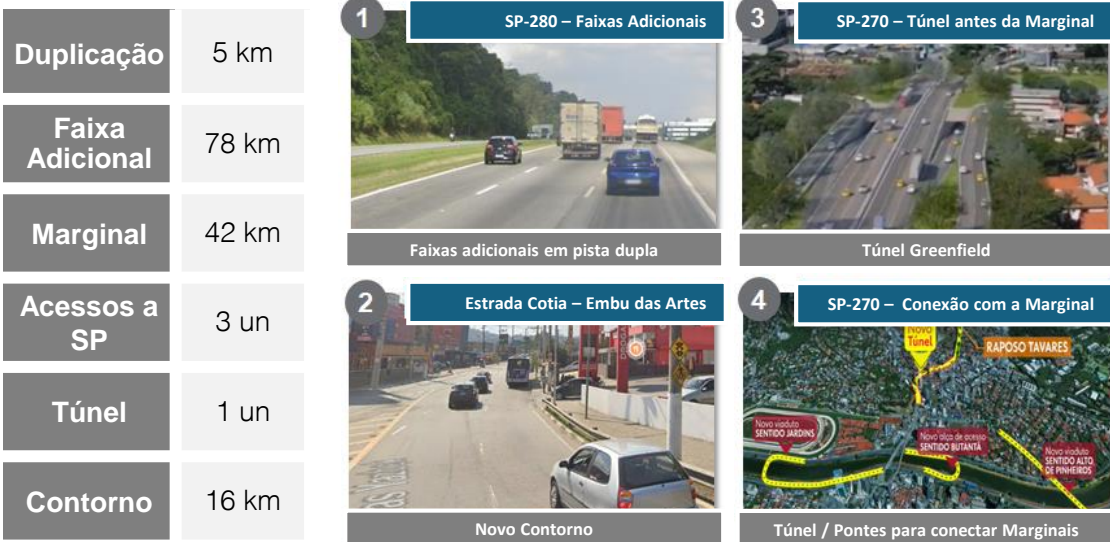 Duplicação
5 km
Faixa
Adicional
78 km
Marginal
42 km
Acessos a
SP
3 un
Túnel
1 un
Contorno
16 km
1
SP-280 – Faixas Adicionais
Faixas adicionais em pista dupla
2
Estrada Cotia – Embu das Artes
Novo Contorno
3
SP-270 – Túnel antes da Marginal
Túnel Greenfield
4
SP-270 – Conexão com a Marginal
Novo
Túnel
RAPOSO TAVARES
Novo viaduto
SENTIDO JARDINS
Novo alça de acesso
SENTIDO BUTANTÃ
Novo viaduto
SENTIDO ALTO
DE PINHEIROS
Túnel / Pontes para conectar Marginais